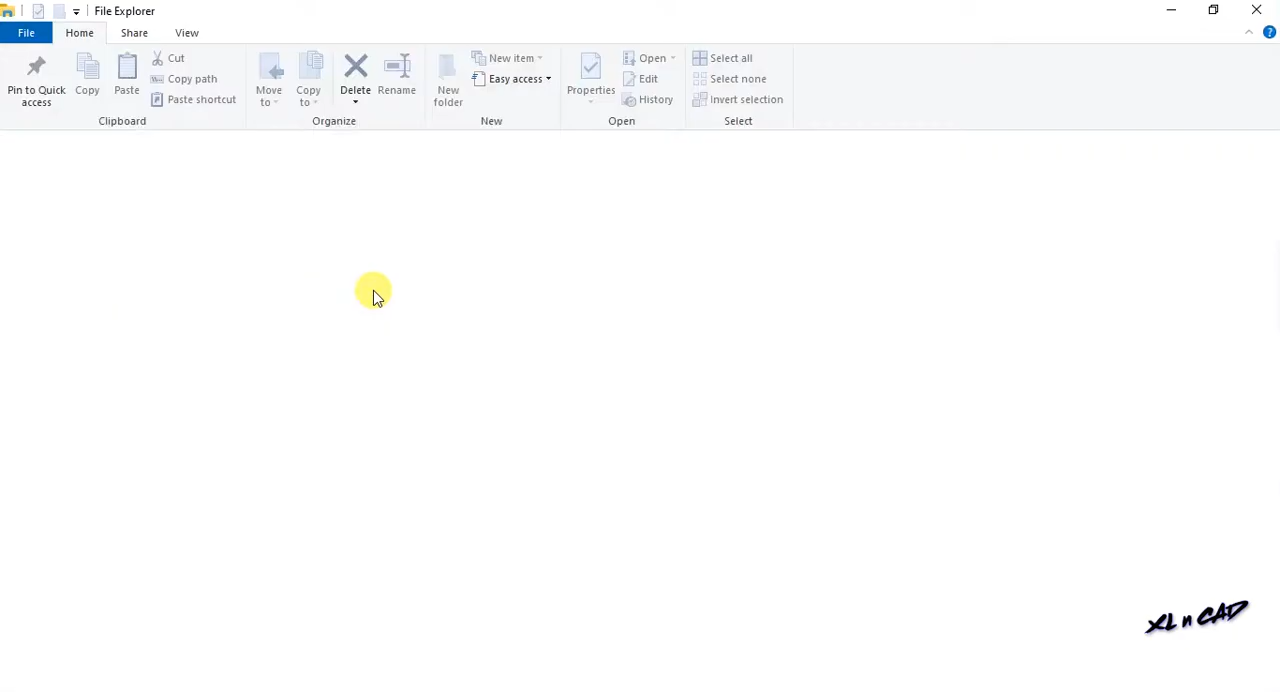 File Explorer
File Home Share View
Pin to Quick access
Copy
Paste
Cut
Copy path
Paste shortcut
Clipboard
Move to
Copy to
Delete
Rename
Organize
New folder
New item
Easy access
New
Properties
Open
Edit
History
Open
Select all
Select none
Invert selection
Select
XL n CAD